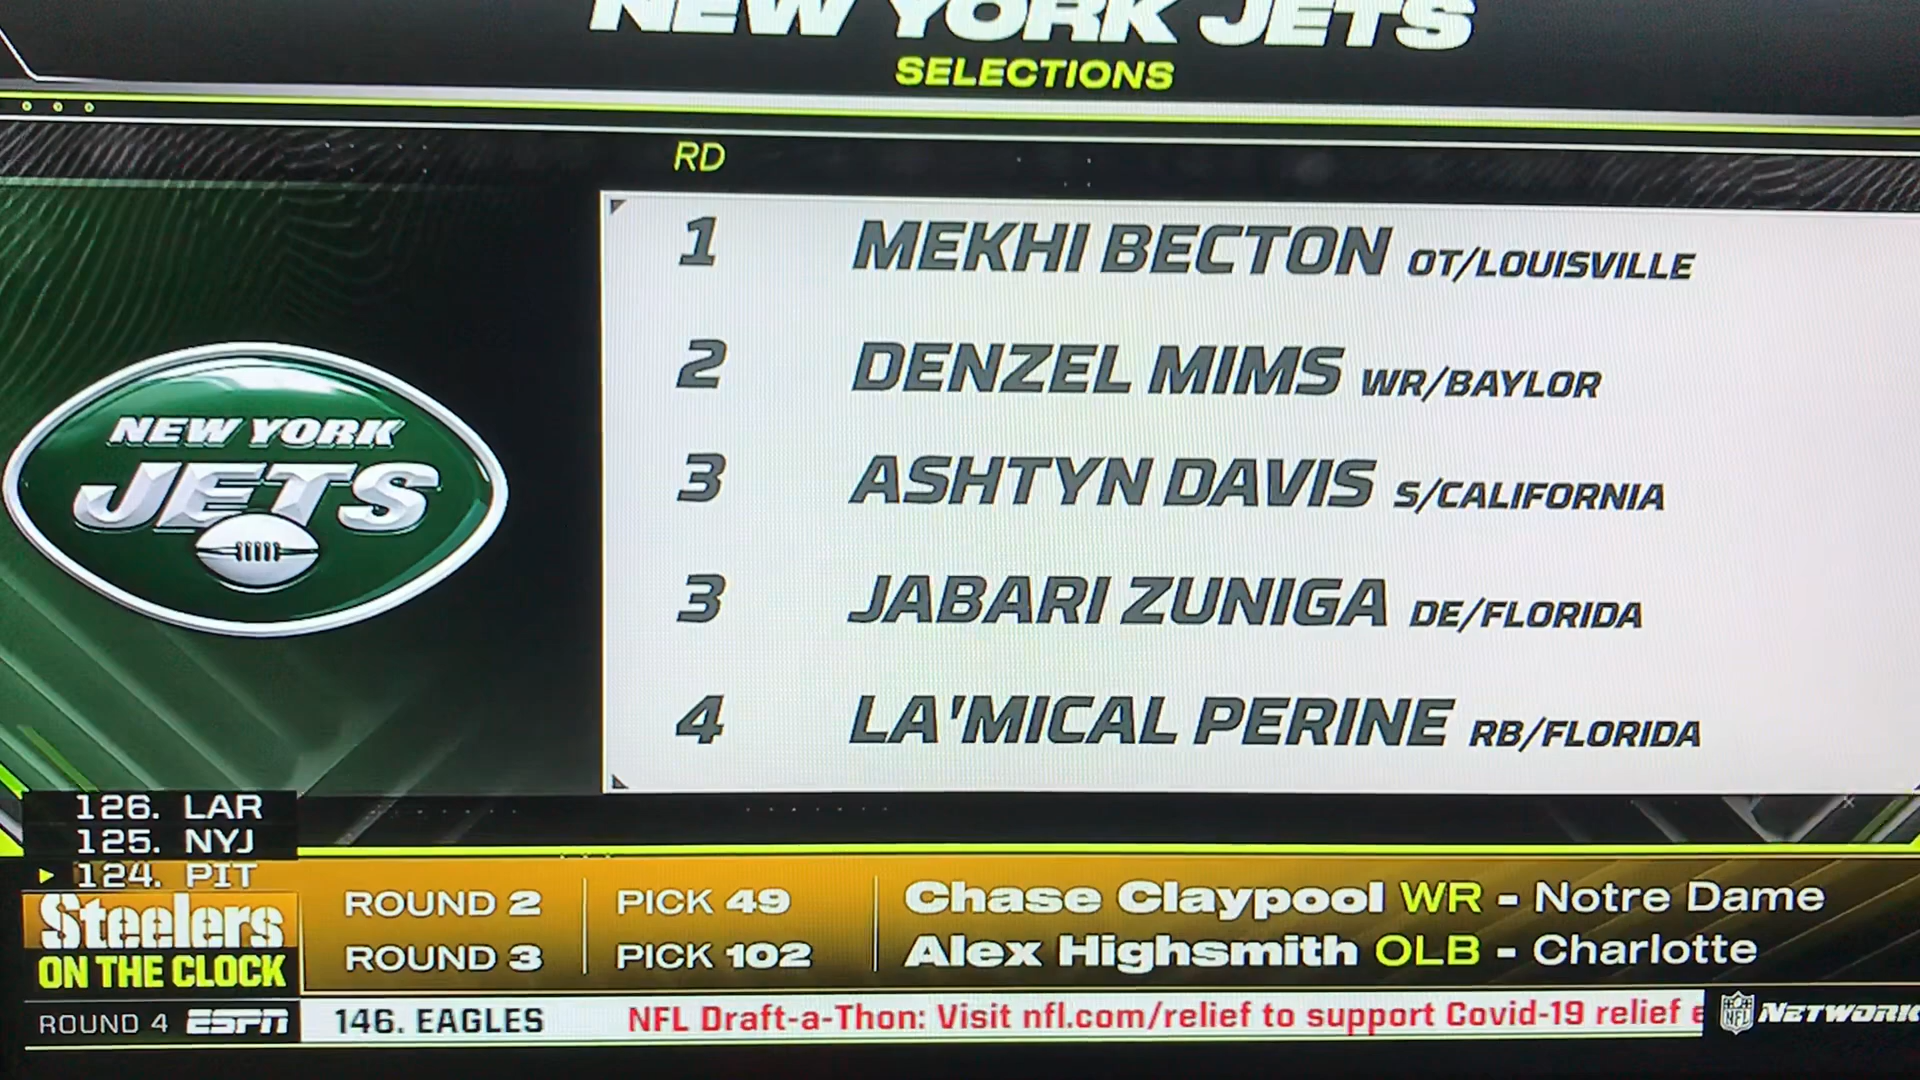 NEW YORK JETS
SELECTIONS
RD
1 MEKHI BECTON OT/LOUISVILLE
2 DENZEL MIMS WR/BAYLOR
3 ASHTYN DAVIS S/CALIFORNIA
3 JABARI ZUNIGA DE/FLORIDA
4 LA'MICAL PERINE RB/FLORIDA
NEW YORK
JETS
126. LAR
125. NYJ
124. PIT
Steelers
ON THE CLOCK
ROUND 2 PICK 49 Chase Claypool WR - Notre Dame
ROUND 3 PICK 102 Alex Highsmith OLB - Charlotte
ROUND 4 ESPN 146. EAGLES NFL Draft-a-Thon: Visit nfl.com/relief to support Covid-19 relief NFL NETWORK